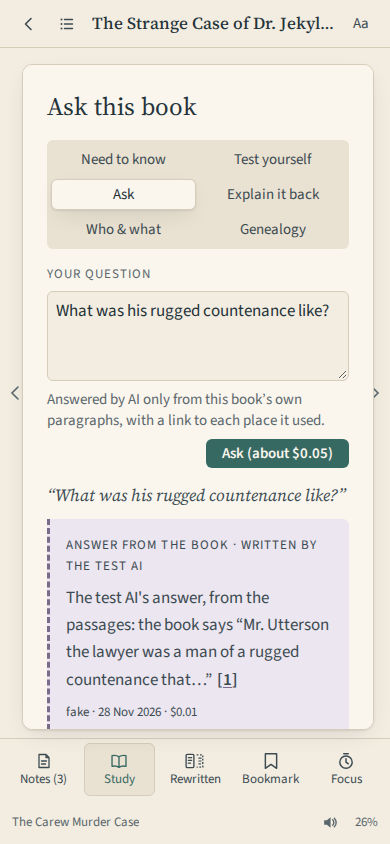 The Strange Case of Dr. Jekyl...
Aa
Ask this book
Need to know
Test yourself
Ask
Explain it back
Who & what
Genealogy
YOUR QUESTION
What was his rugged countenance like?
Answered by AI only from this book's own
paragraphs, with a link to each place it used.
Ask (about $0.05)
“What was his rugged countenance like?”
ANSWER FROM THE BOOK · WRITTEN BY
THE TEST AI
The test AI's answer, from the
passages: the book says “Mr. Utterson
the lawyer was a man of a rugged
countenance that…” [1]
fake · 28 Nov 2026 · $0.01
Notes (3)
Study
Rewritten
Bookmark
Focus
The Carew Murder Case
26%